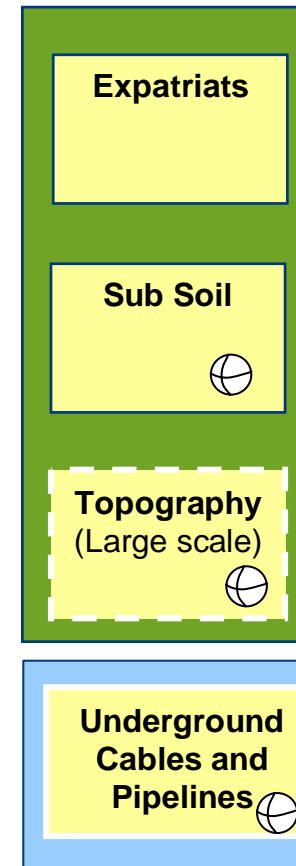 Expatriats
Sub Soil
Topography
(Large scale)
Underground
Cables and
Pipelines